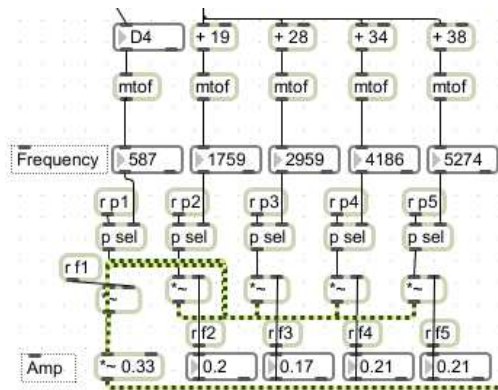 D4 + 19 + 28 + 34 + 38
mtof mtof mtof mtof mtof
Frequency 587 1759 2959 4186 5274
r p1 r p2 r p3 r p4 r p5
p sel p sel p sel p sel p sel
r f1
*~ *~ *~ *~
r f2 r f3 r f4 r f5
Amp *~ 0.33 0.2 0.17 0.21 0.21